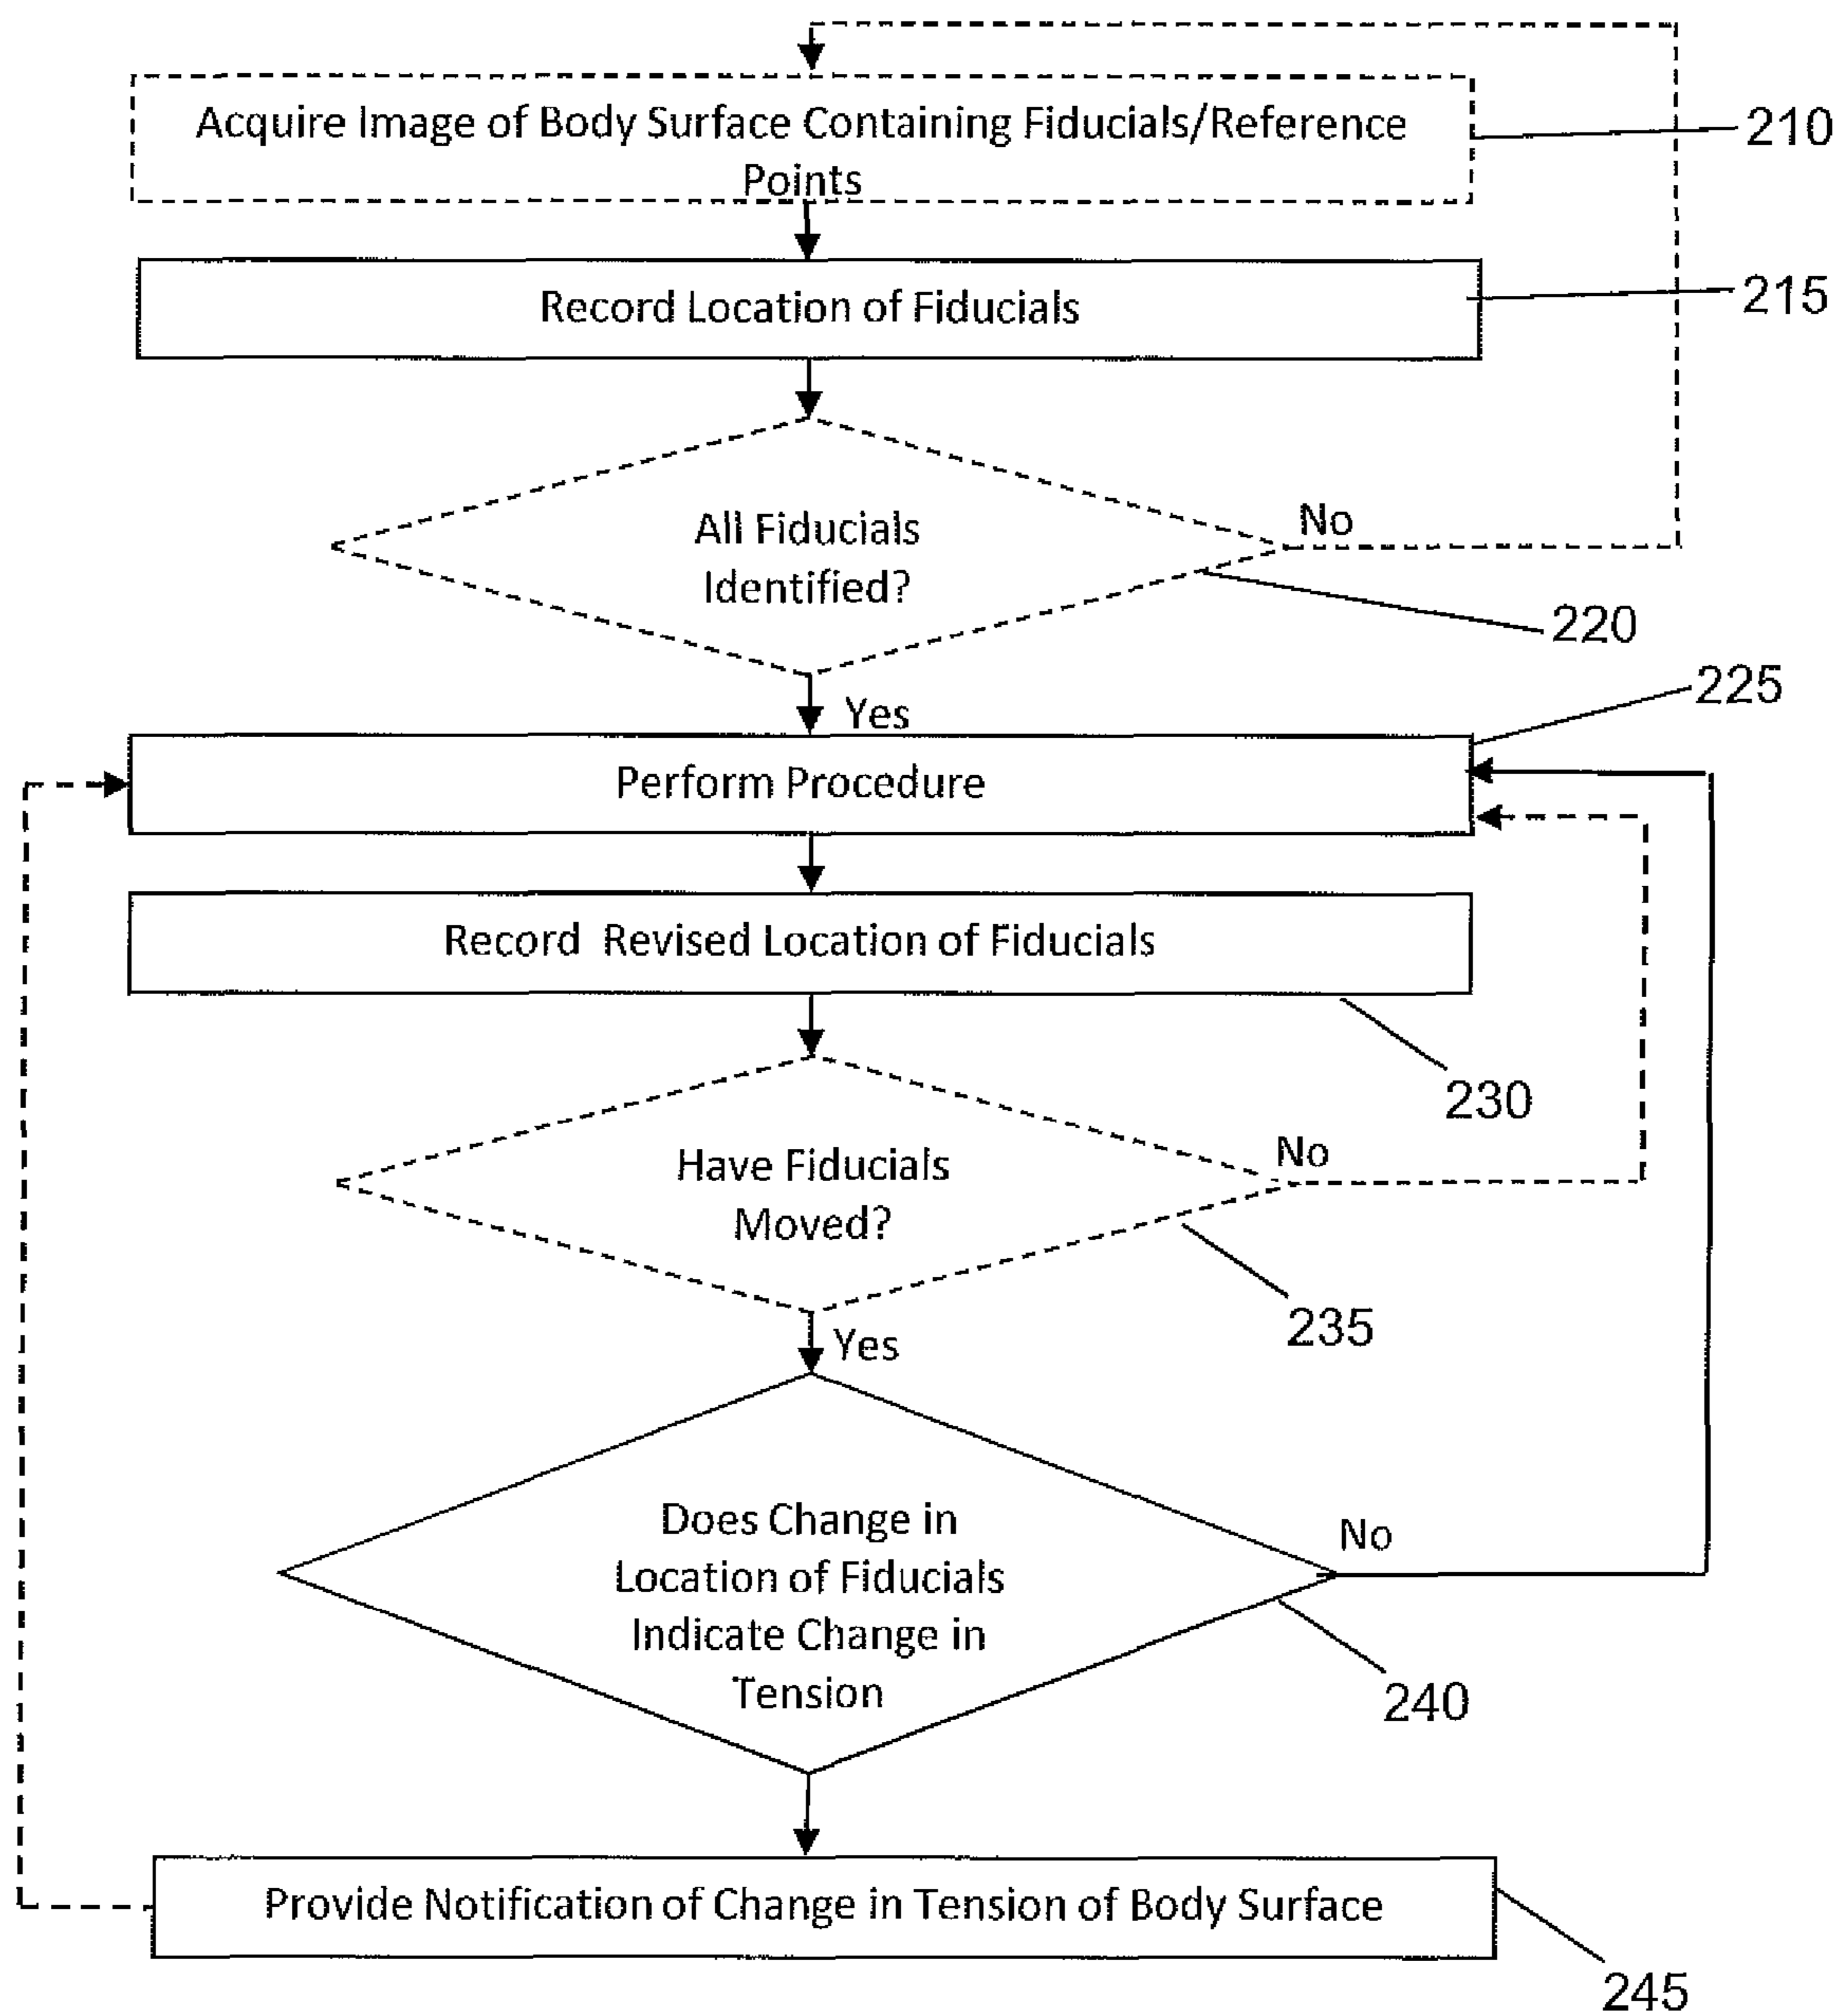 Acquire Image of Body Surface Containing Fiducials/Reference
Points
210
Record Location of Fiducials
215
All Fiducials
Identified?
No
220
Yes
225
Perform Procedure
Record Revised Location of Fiducials
230
Have Fiducials
Moved?
No
235
Yes
Does Change in
Location of Fiducials
Indicate Change in
Tension
No
240
Provide Notification of Change in Tension of Body Surface
245